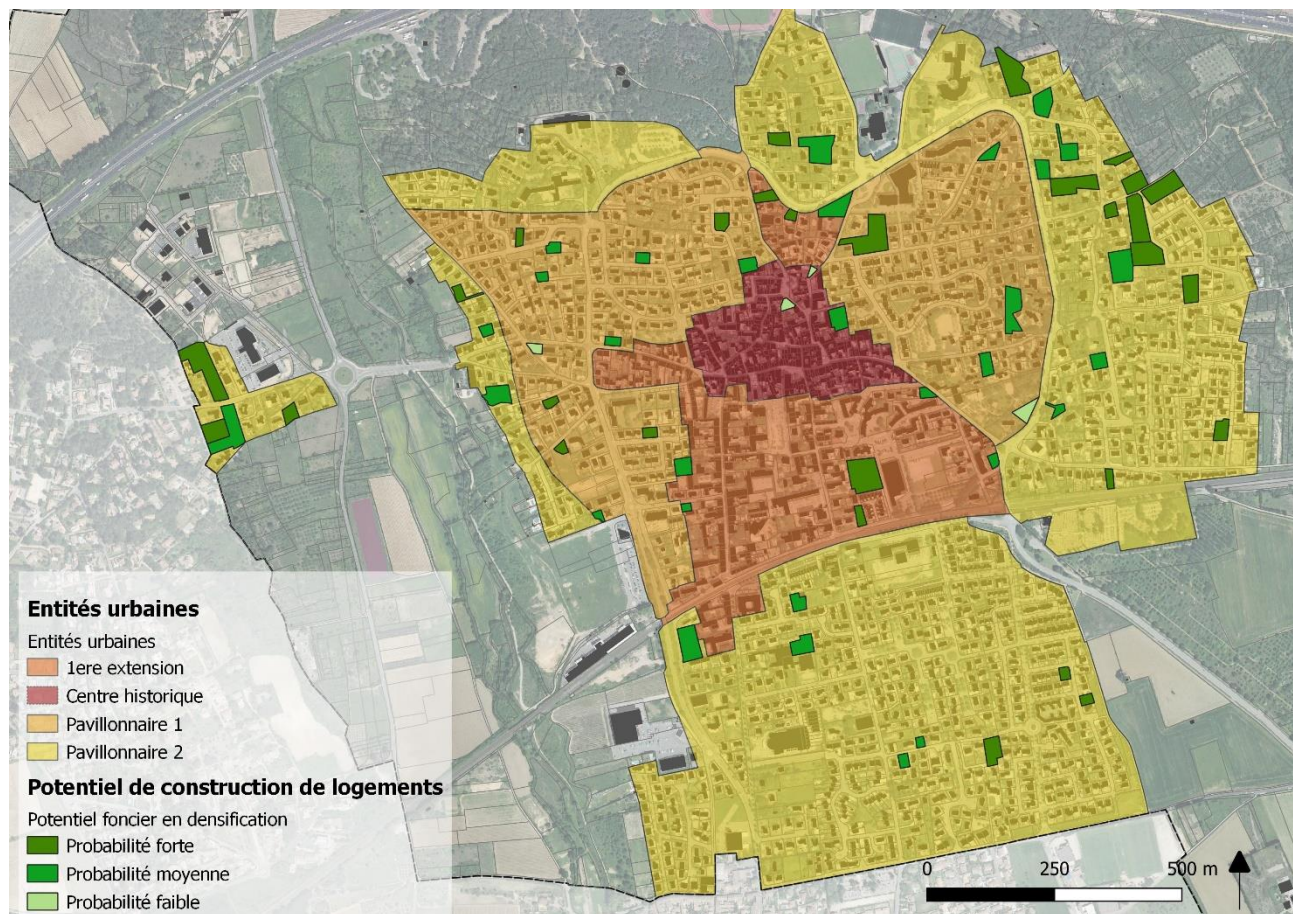 Entités urbaines
Entités urbaines
1ere extension
Centre historique
Pavillonnaire 1
Pavillonnaire 2
Potentiel de construction de logements
Potentiel foncier en densification
Probabilité forte
Probabilité moyenne
Probabilité faible
0 250 500 m